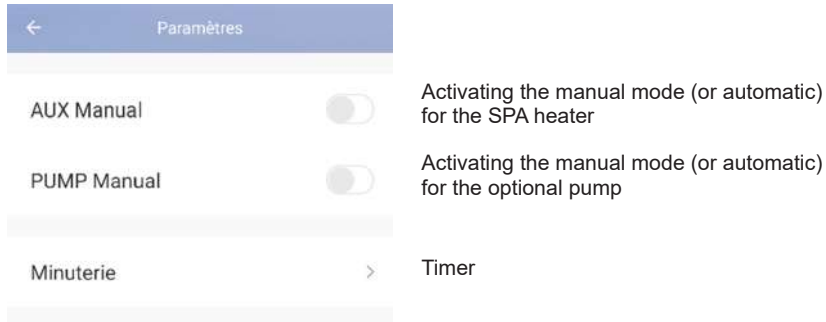 Paramètres
AUX Manual
Activating the manual mode (or automatic)
for the SPA heater
PUMP Manual
Activating the manual mode (or automatic)
for the optional pump
Minuterie
Timer